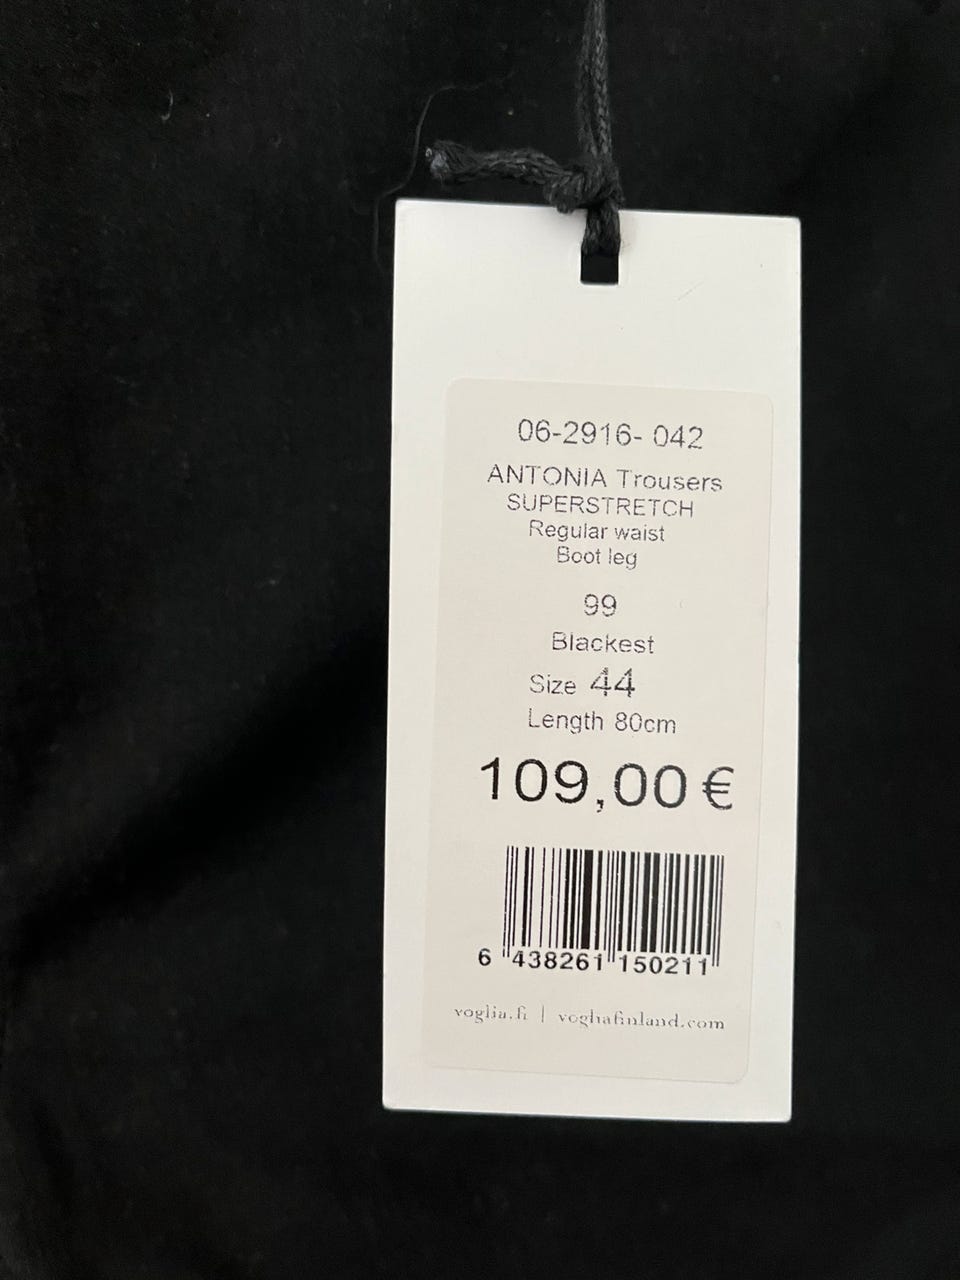 06-2916- 042
ANTONIA Trousers
SUPERSTRETCH
Regular waist
Boot leg
99
Blackest
Size 44
Length 80cm
109,00 €
6 438261 150211
voglia.fi | vogliafinland.com